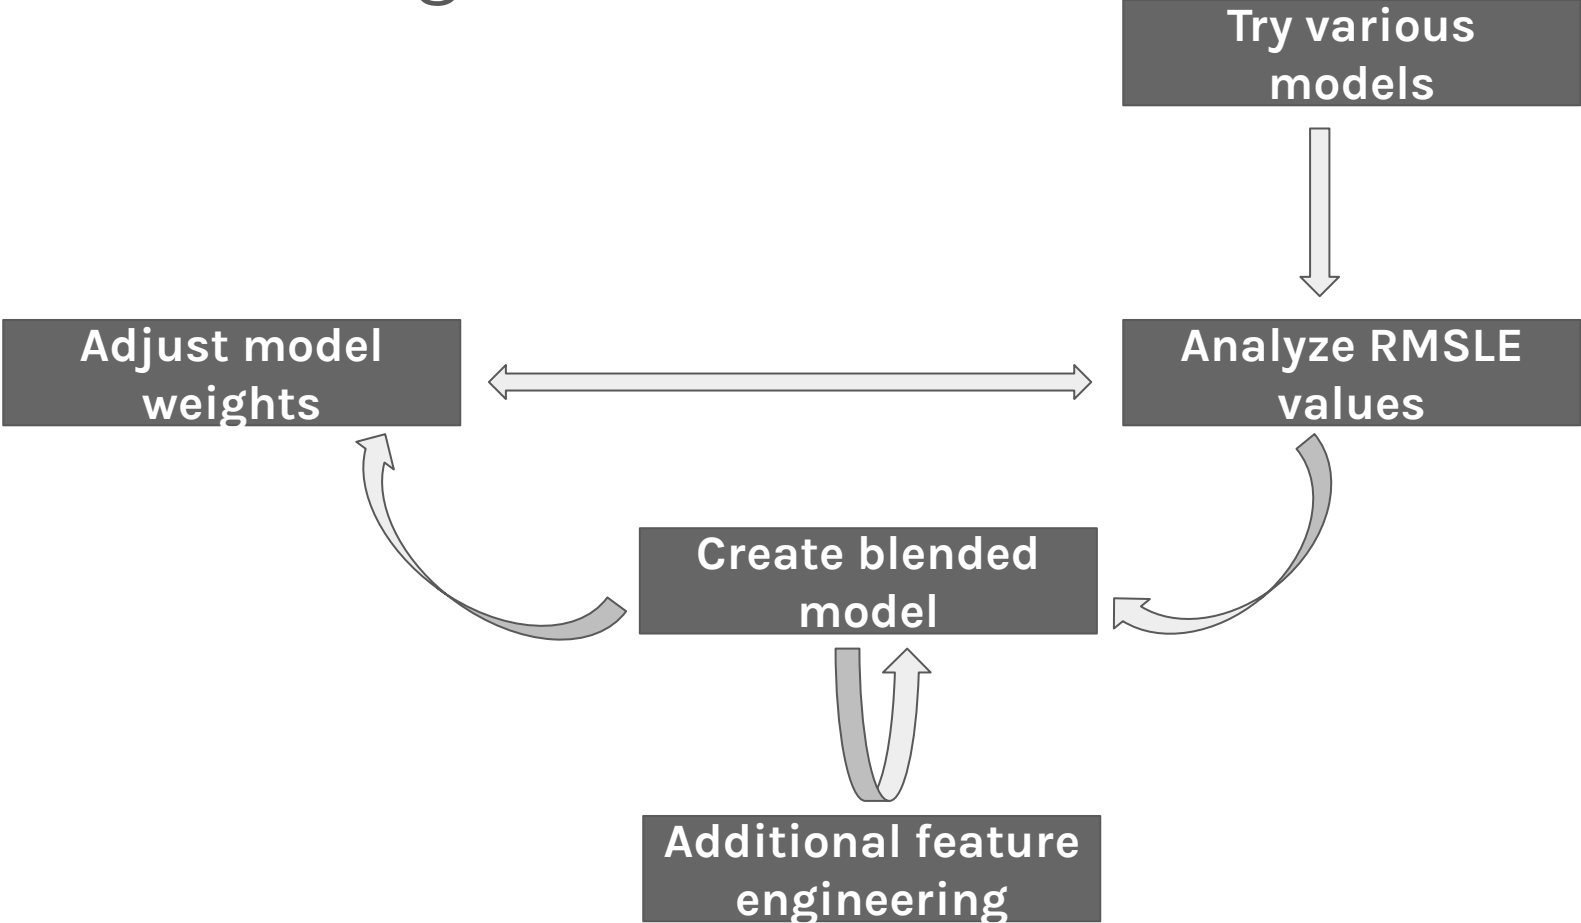 Try various
models
Adjust model
weights
Analyze RMSLE
values
Create blended
model
Additional feature
engineering